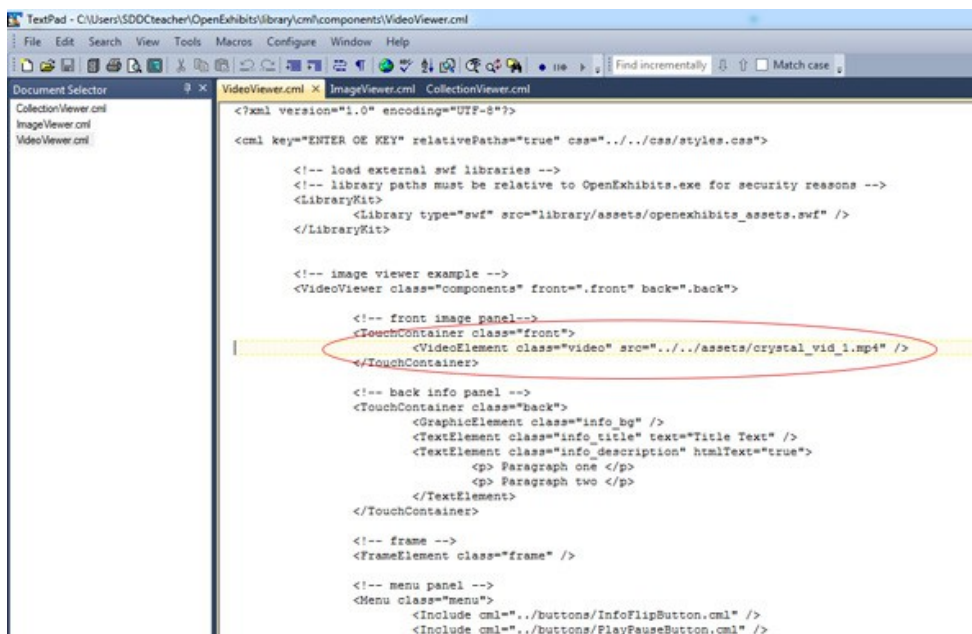 TextPad - C:\Users\SDDCteacher\OpenExhibits\library\cml\components\VideoViewer.cml
File Edit Search View Tools Macros Configure Window Help
Find incrementally Match case
Document Selector
CollectionViewer.cml
ImageViewer.cml
VideoViewer.cml
VideoViewer.cml ImageViewer.cml CollectionViewer.cml
<?xml version="1.0" encoding="UTF-8"?>
<cml key="ENTER OE KEY" relativePaths="true" css="../../css/styles.css">
<!-- load external swf libraries -->
<!-- library paths must be relative to OpenExhibits.exe for security reasons -->
<LibraryKit>
<Library type="swf" src="library/assets/openexhibits_assets.swf" />
</LibraryKit>
<!-- image viewer example -->
<VideoViewer class="components" front=".front" back=".back">
<!-- front image panel-->
<TouchContainer class="front">
<VideoElement class="video" src="../../assets/crystal_vid_1.mp4" />
</TouchContainer>
<!-- back info panel -->
<TouchContainer class="back">
<GraphicElement class="info_bg" />
<TextElement class="info_title" text="Title Text" />
<TextElement class="info_description" htmlText="true">
<p> Paragraph one </p>
<p> Paragraph two </p>
</TextElement>
</TouchContainer>
<!-- frame -->
<FrameElement class="frame" />
<!-- menu panel -->
<Menu class="menu">
<Include cml="../buttons/InfoFlipButton.cml" />
<Include cml="../buttons/PlayPauseButton.cml" />